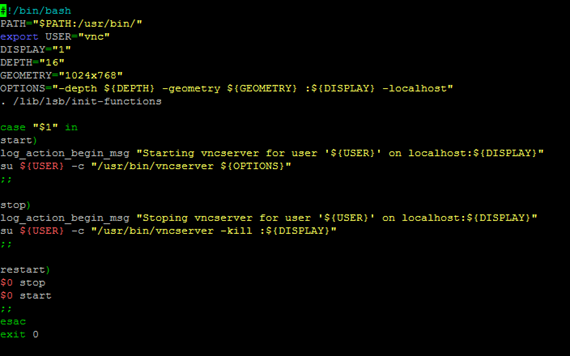 #!/bin/bash
PATH="$PATH:/usr/bin/"
export USER="vnc"
DISPLAY="1"
DEPTH="16"
GEOMETRY="1024x768"
OPTIONS="-depth ${DEPTH} -geometry ${GEOMETRY} :${DISPLAY} -localhost"
. /lib/lsb/init-functions

case "$1" in
start)
log_action_begin_msg "Starting vncserver for user '${USER}' on localhost:${DISPLAY}"
su ${USER} -c "/usr/bin/vncserver ${OPTIONS}"
;;

stop)
log_action_begin_msg "Stoping vncserver for user '${USER}' on localhost:${DISPLAY}"
su ${USER} -c "/usr/bin/vncserver -kill :${DISPLAY}"
;;

restart)
$0 stop
$0 start
;;
esac
exit 0